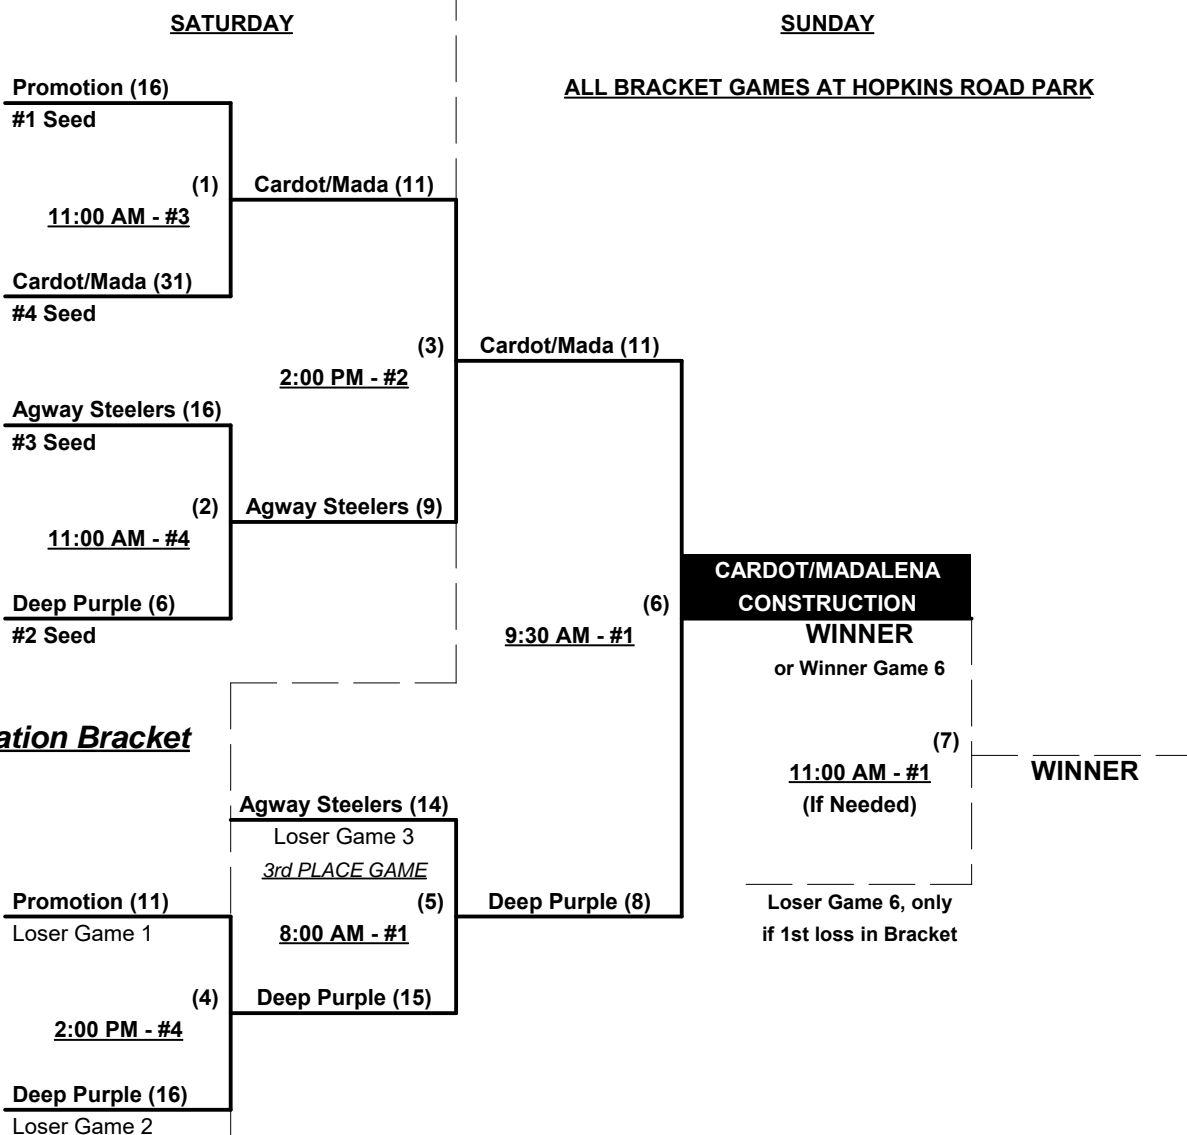 SATURDAY
SUNDAY
ALL BRACKET GAMES AT HOPKINS ROAD PARK
Promotion (16)
#1 Seed
(1)
11:00 AM - #3
Cardot/Mada (31)
#4 Seed
Cardot/Mada (11)
(3)
2:00 PM - #2
Agway Steelers (16)
#3 Seed
(2)
11:00 AM - #4
Deep Purple (6)
#2 Seed
Agway Steelers (9)
Cardot/Mada (11)
(6)
9:30 AM - #1
CARDOT/MADALENA
CONSTRUCTION
WINNER
or Winner Game 6
(7)
11:00 AM - #1
(If Needed)
WINNER
Loser Game 6, only
if 1st loss in Bracket
ation Bracket
Agway Steelers (14)
Loser Game 3
3rd PLACE GAME
(5)
8:00 AM - #1
Deep Purple (8)
Promotion (11)
Loser Game 1
(4)
2:00 PM - #4
Deep Purple (15)
Deep Purple (16)
Loser Game 2